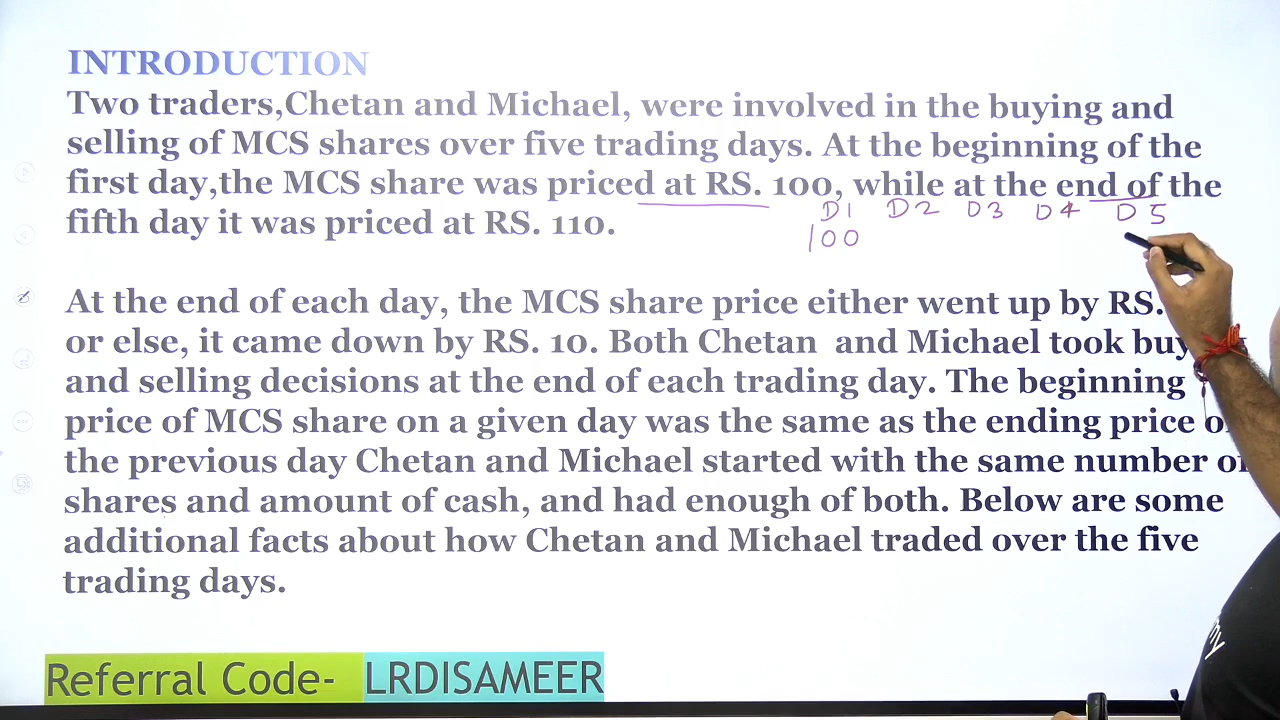 INTRODUCTION
Two traders,Chetan and Michael, were involved in the buying and
selling of MCS shares over five trading days. At the beginning of the
first day,the MCS share was priced at RS. 100, while at the end of the
fifth day it was priced at RS. 110.
D1 D2 D3 D4 D5
100
At the end of each day, the MCS share price either went up by RS.
or else, it came down by RS. 10. Both Chetan and Michael took
and selling decisions at the end of each trading day. The beginning
price of MCS share on a given day was the same as the ending price
the previous day Chetan and Michael started with the same number
shares and amount of cash, and had enough of both. Below are some
additional facts about how Chetan and Michael traded over the five
trading days.
Referral Code- LRDISAMEER